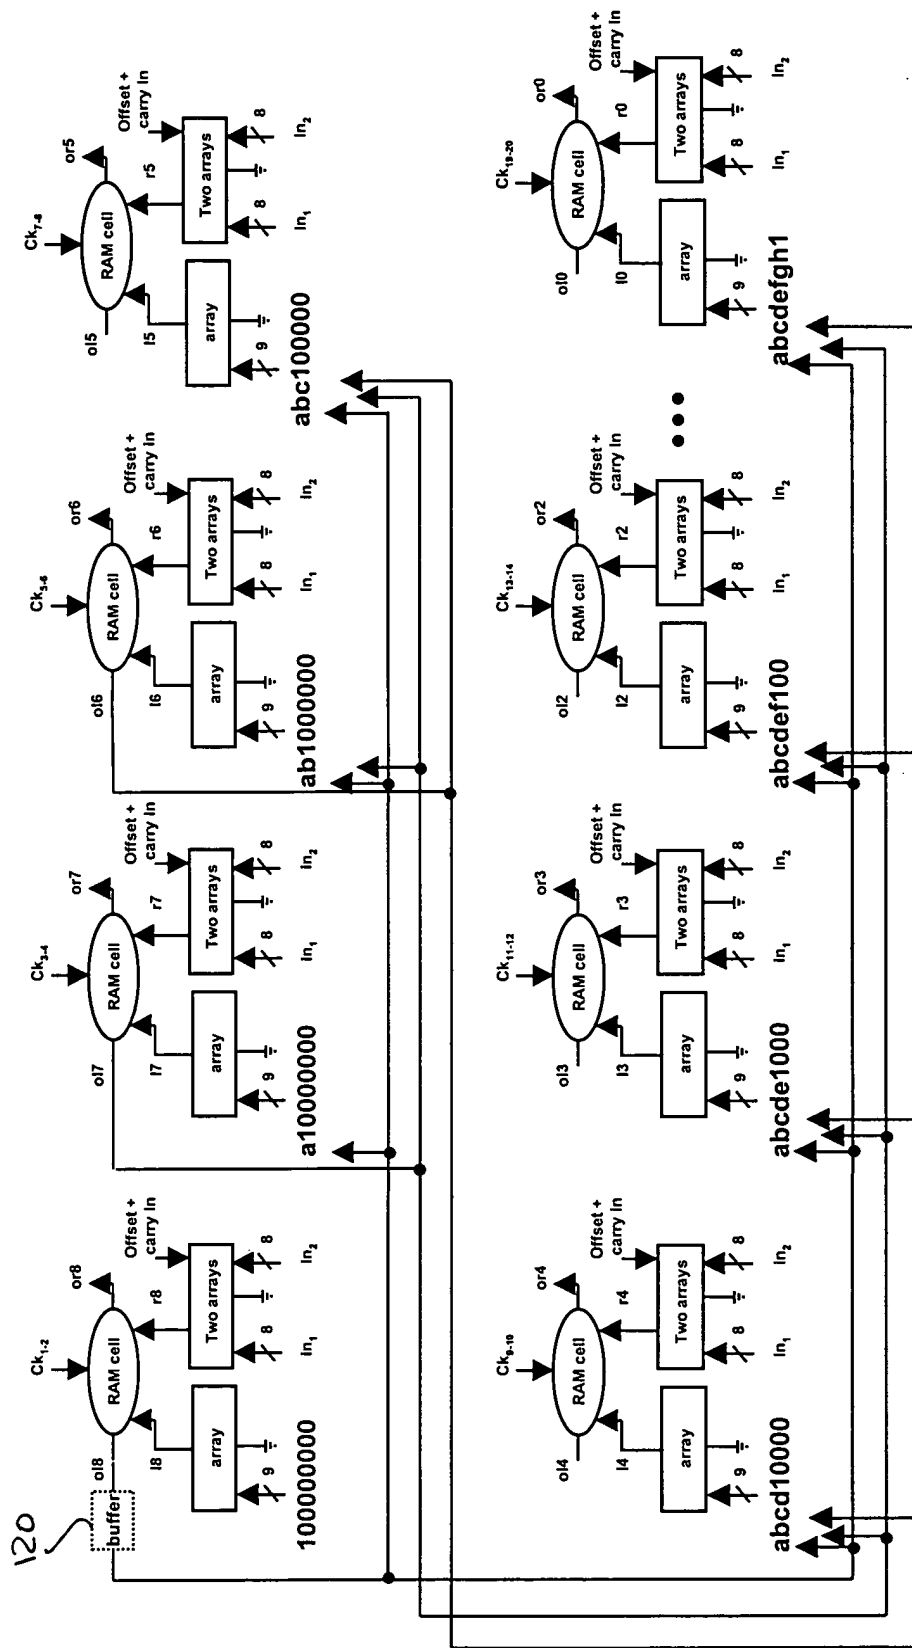 120
buffer
ol8
Ck1-2
RAM cell
or8
l8
r8
Offset +
carry In
array
Two arrays
9
8
8
In1
In2
100000000
ol7
Ck3-4
RAM cell
or7
l7
r7
Offset +
carry In
array
Two arrays
9
8
8
In1
In2
a10000000
ol6
Ck5-6
RAM cell
or6
l6
r6
Offset +
carry In
array
Two arrays
9
8
8
In1
In2
ab1000000
ol5
Ck7-8
RAM cell
or5
l5
r5
Offset +
carry In
array
Two arrays
9
8
8
In1
In2
abc100000
ol4
Ck9-10
RAM cell
or4
l4
r4
Offset +
carry In
array
Two arrays
9
8
8
In1
In2
abcd10000
ol3
Ck11-12
RAM cell
or3
l3
r3
Offset +
carry In
array
Two arrays
9
8
8
In1
In2
abcde1000
ol2
Ck13-14
RAM cell
or2
l2
r2
Offset +
carry In
array
Two arrays
9
8
8
In1
In2
abcdef100
ol0
Ck19-20
RAM cell
or0
l0
r0
Offset +
carry In
array
Two arrays
9
8
8
In1
In2
abcdefgh1